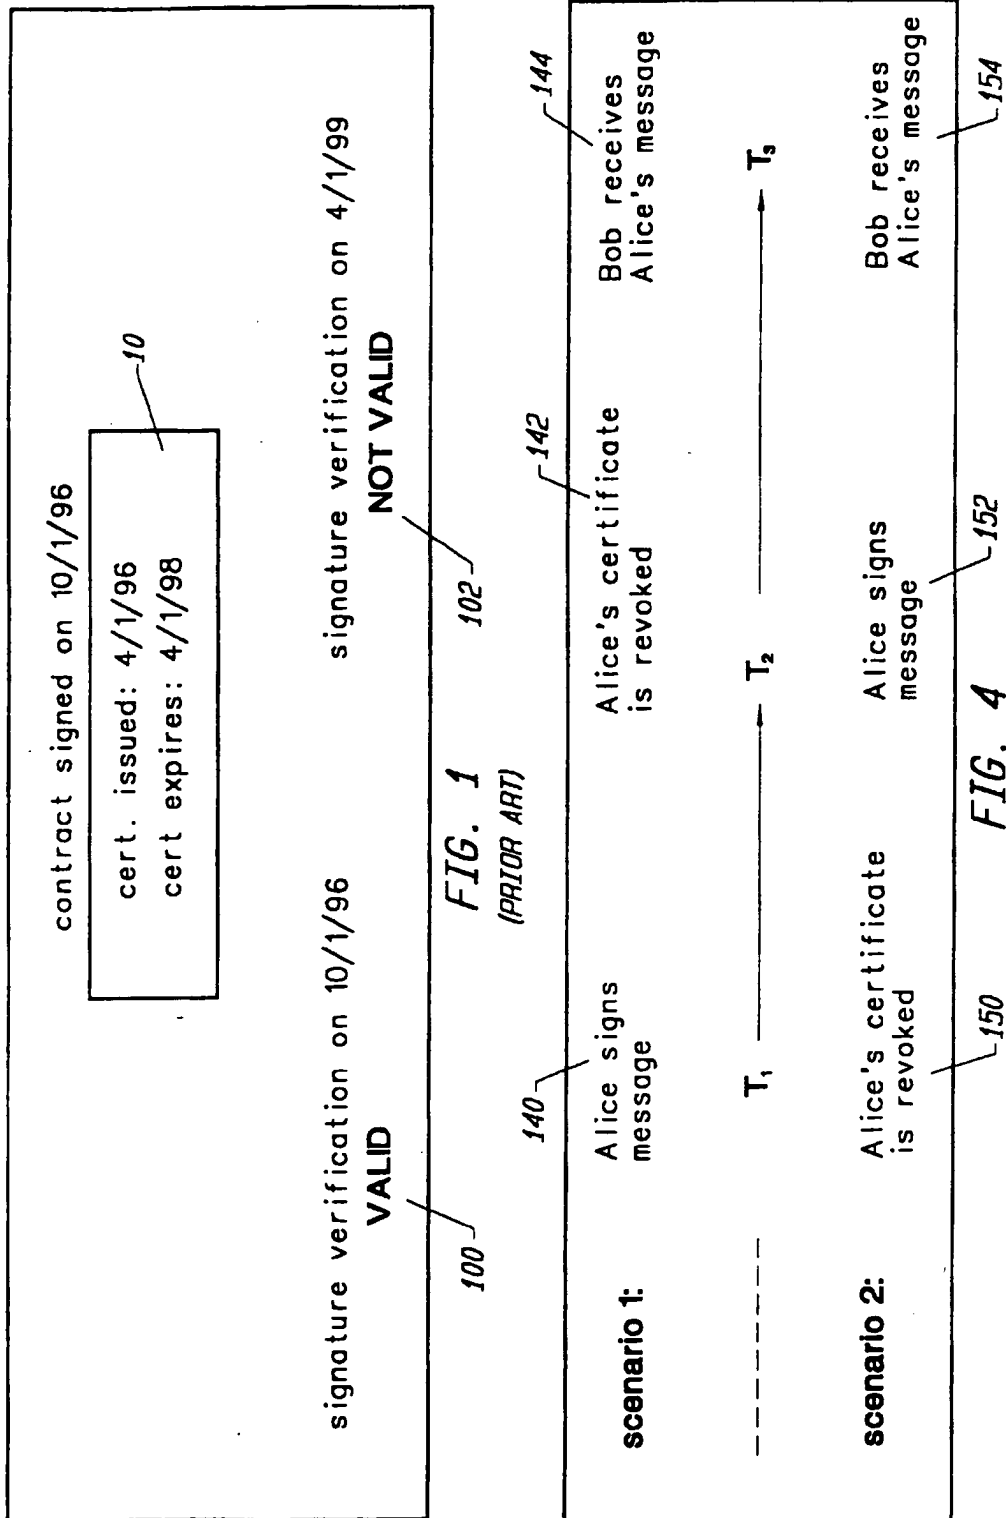 contract signed on 10/1/96
cert. issued: 4/1/96
cert expires: 4/1/98
10
signature verification on 10/1/96
VALID
100
signature verification on 4/1/99
NOT VALID
102
FIG. 1
(PRIOR ART)
scenario 1:
140
Alice signs
message
142
Alice's certificate
is revoked
144
Bob receives
Alice's message
T1
T2
T3
scenario 2:
Alice's certificate
is revoked
150
Alice signs
message
152
Bob receives
Alice's message
154
FIG. 4